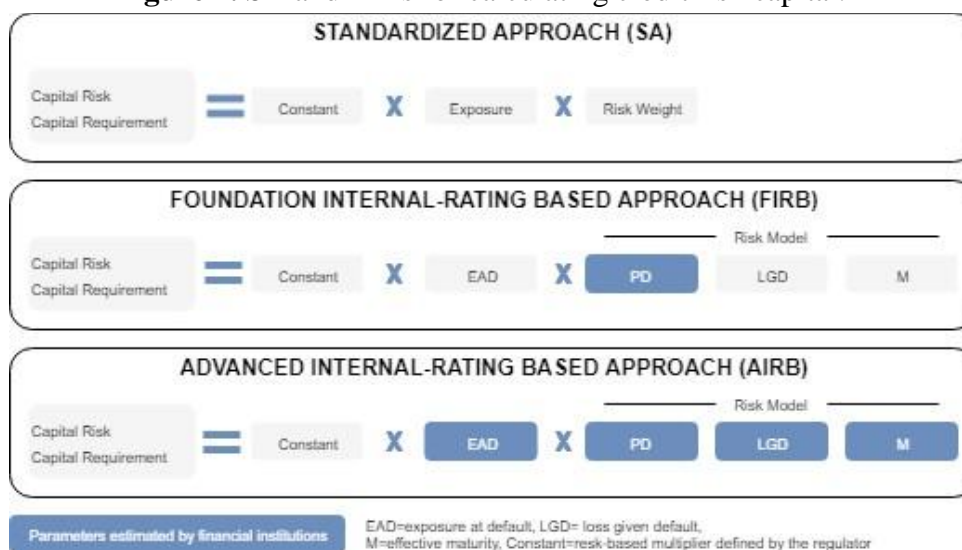 STANDARDIZED APPROACH (SA)
Capital Risk
Capital Requirement
=
Constant
X
Exposure
X
Risk Weight
FOUNDATION INTERNAL-RATING BASED APPROACH (FIRB)
Risk Model
Capital Risk
Capital Requirement
=
Constant
X
EAD
X
PD
LGD
M
ADVANCED INTERNAL-RATING BASED APPROACH (AIRB)
Risk Model
Capital Risk
Capital Requirement
=
Constant
X
EAD
X
PD
LGD
M
Parameters estimated by financial institutions
EAD=exposure at default, LGD= loss given default,
M=effective maturity, Constant=resk-based multiplier defined by the regulator